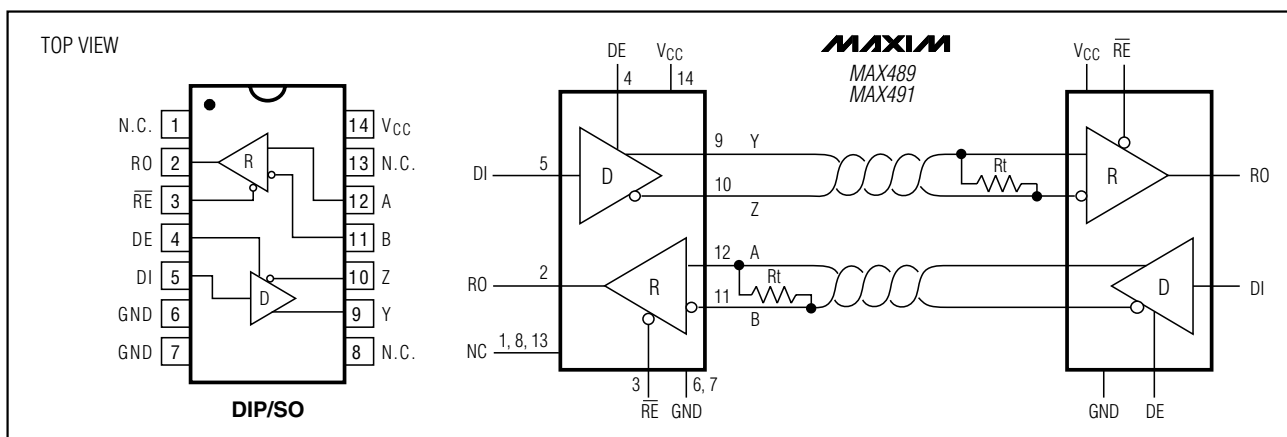 TOP VIEW
N.C. 1
RO 2
RE 3
DE 4
DI 5
GND 6
GND 7
14 VCC
13 N.C.
12 A
11 B
10 Z
9 Y
8 N.C.
R
D
DIP/SO
MAXIM
MAX489
MAX491
DE
4
VCC
14
DI
5
D
9 Y
10
Z
Rt
RO
2
R
12 A
11
B
Rt
NC
1, 8, 13
3
RE
6, 7
GND
VCC
RE
R
RO
D
DI
GND
DE